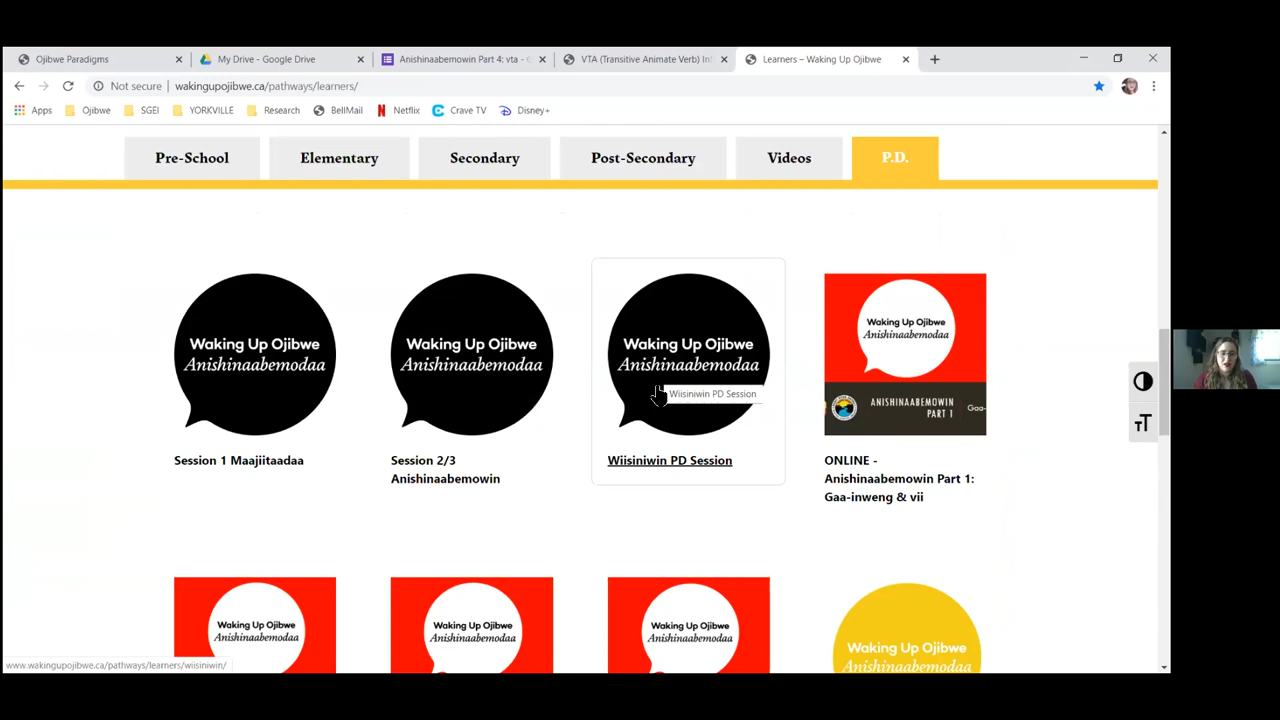 Ojibwe Paradigms
My Drive - Google Drive
Anishinaabemowin Part 4: vta - G
VTA (Transitive Animate Verb) In
Learners – Waking Up Ojibwe
Not secure wakingupojibwe.ca/pathways/learners/
Apps Ojibwe SGEI YORKVILLE Research BellMail Netflix Crave TV Disney+
Pre-School Elementary Secondary Post-Secondary Videos P.D.
Waking Up Ojibwe
Anishinaabemodaa
Session 1 Maajiitaadaa
Waking Up Ojibwe
Anishinaabemodaa
Session 2/3
Anishinaabemowin
Waking Up Ojibwe
Anishinaabemodaa
Wiisiniwin PD Session
Wiisiniwin PD Session
Waking Up Ojibwe
Anishinaabemodaa
ANISHINAABEMOWIN
PART 1
Gaa-
ONLINE -
Anishinaabemowin Part 1:
Gaa-inweng & vii
Waking Up Ojibwe
Anishinaabemodaa
Waking Up Ojibwe
Anishinaabemodaa
Waking Up Ojibwe
Anishinaabemodaa
Waking Up Ojibwe
Anishinaabemodaa
TT
www.wakingupojibwe.ca/pathways/learners/wiisiniwin/